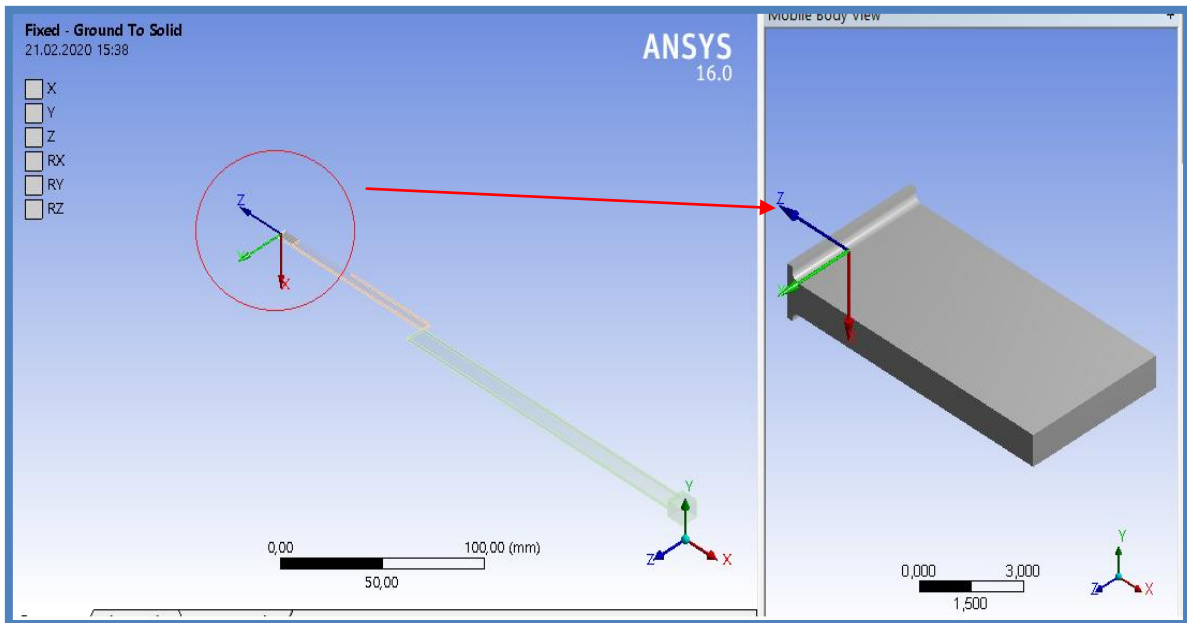 Fixed - Ground To Solid
21.02.2020 15:38
X
Y
Z
RX
RY
RZ
ANSYS
16.0
Z
Y
X
0,00
100,00 (mm)
50,00
Y
Z
X
Mobile Body View
Z
Y
0,000
3,000
1,500
Y
Z
X